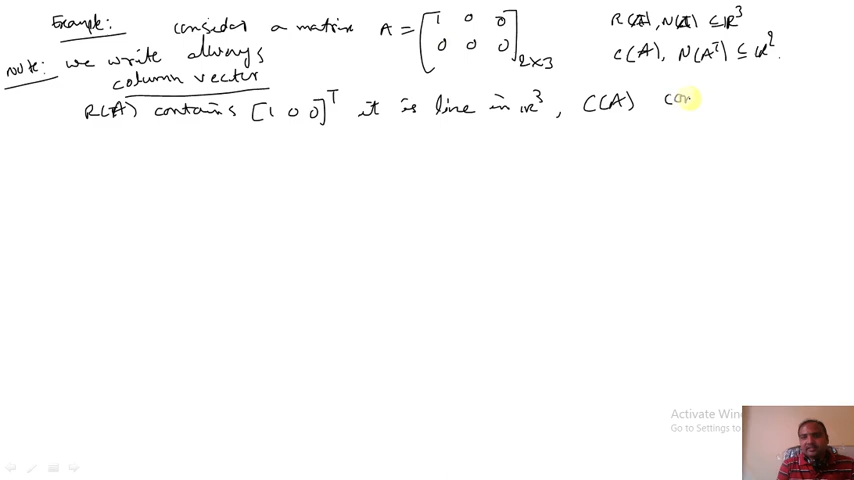 Example: consider a matrix A = [1 0 0
0 0 0]2×3
R(A), N(A) ⊆ ℝ³
C(A), N(Aᵀ) ⊆ ℝ².
Note: we write always
column vector
R(A) contains [1 0 0]ᵀ it is line in ℝ³, C(A) con
Activate Win
Go to Settings to